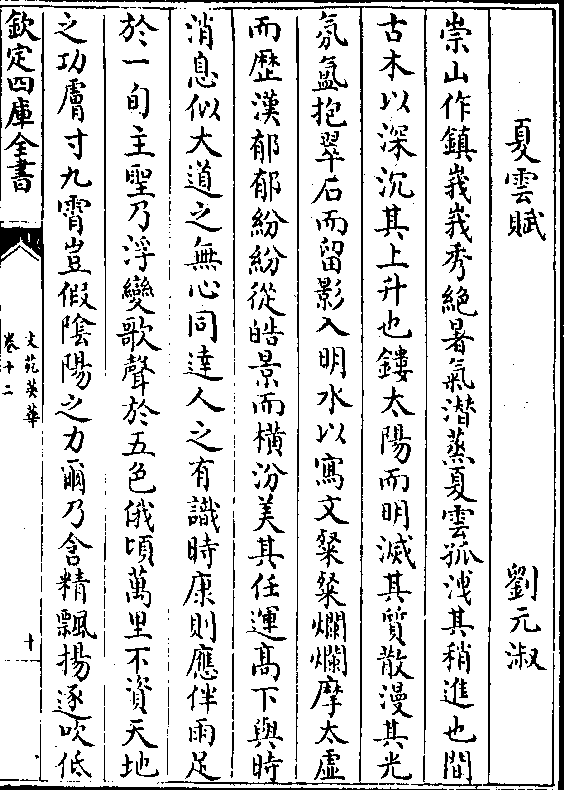 夏雲賦 劉元淑
崇山作鎮峩峩秀絕暑氣潛蒸夏雲孤洩其稍進也間
古木以深沉其上升也鏤太陽而明滅其質散漫其光
氛氳抱翠石而留影入明水以寫文粲粲爛爛摩太虛
而歴漢郁郁紛紛從皓景而横汾美其任運髙下與時
消息似大道之無心同達人之有識時康則應伴雨足
於一旬主聖乃浮變歌聲於五色俄頃萬里不資天地
之功膚寸九霄豈假隂陽之力爾乃含精飄揚逐吹低
欽定四庫全書
文苑英華
卷十二
十